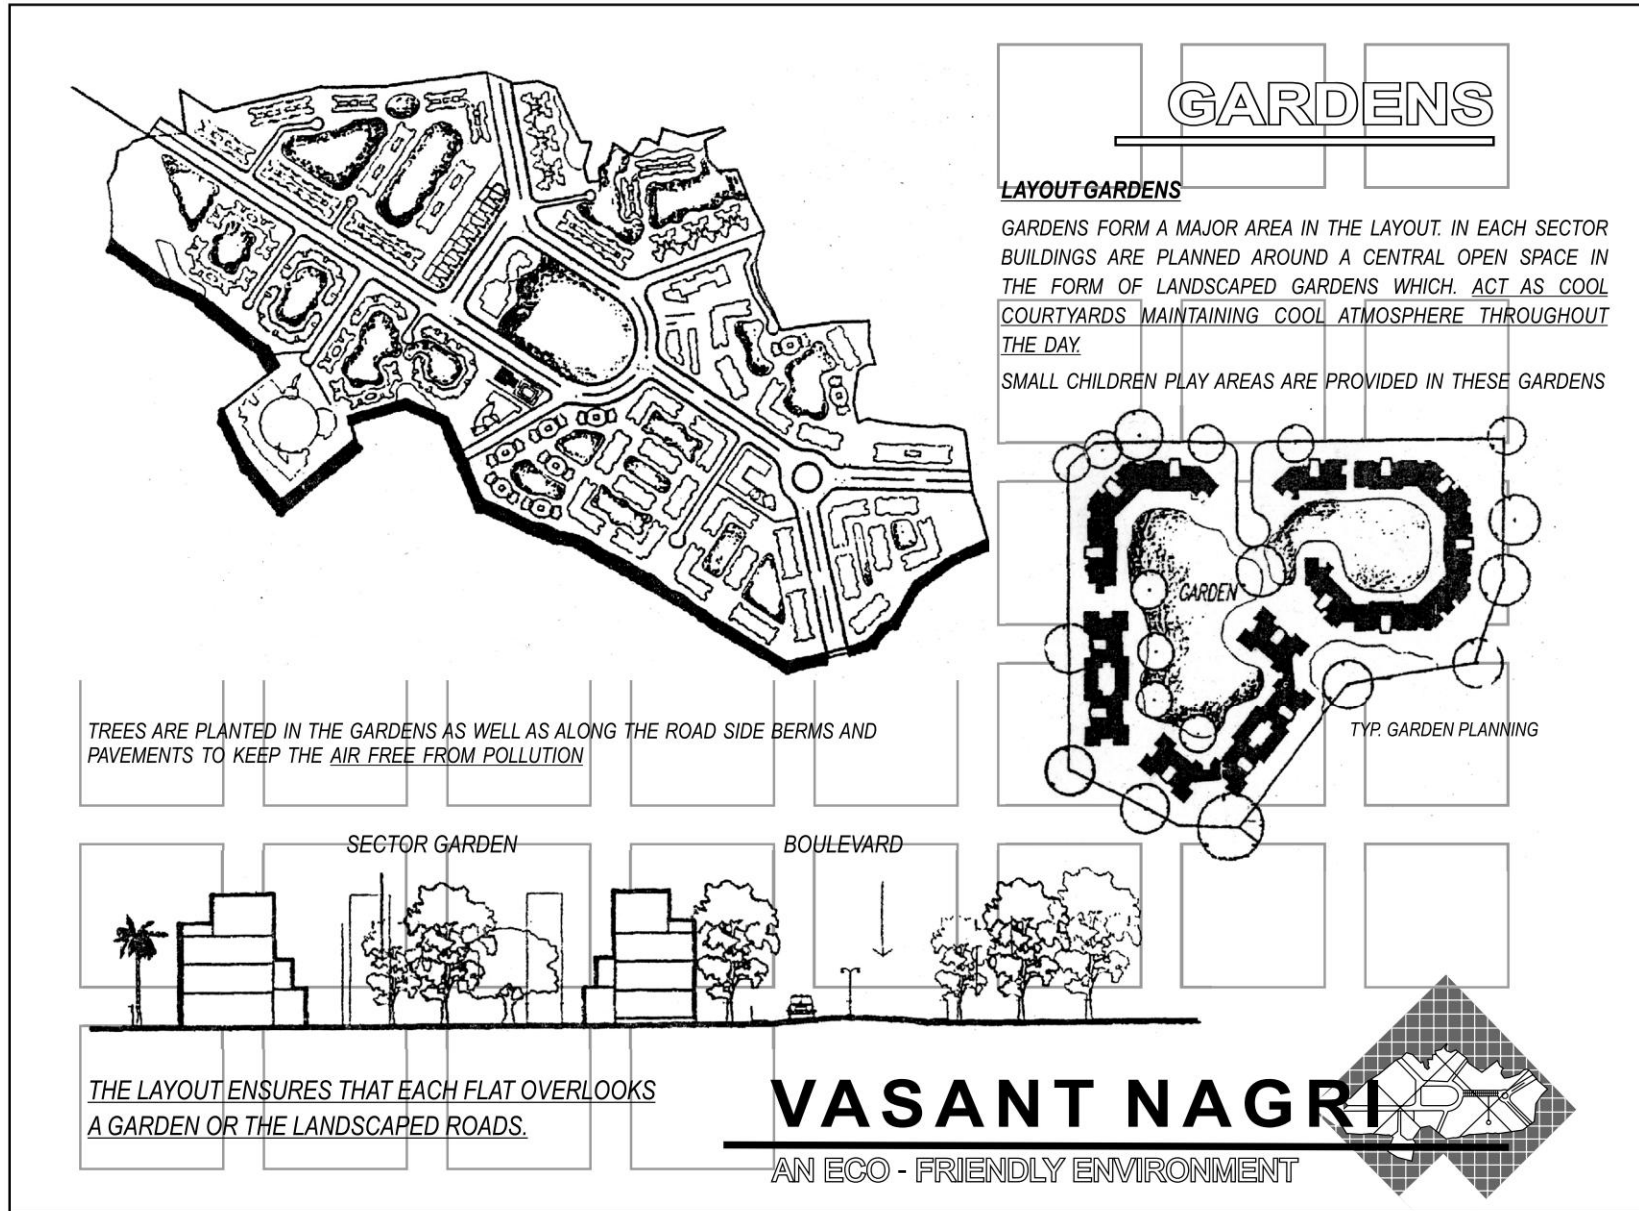 GARDENS
LAYOUT GARDENS
GARDENS FORM A MAJOR AREA IN THE LAYOUT. IN EACH SECTOR
BUILDINGS ARE PLANNED AROUND A CENTRAL OPEN SPACE IN
THE FORM OF LANDSCAPED GARDENS WHICH. ACT AS COOL
COURTYARDS MAINTAINING COOL ATMOSPHERE THROUGHOUT
THE DAY.
SMALL CHILDREN PLAY AREAS ARE PROVIDED IN THESE GARDENS
GARDEN
TYP. GARDEN PLANNING
TREES ARE PLANTED IN THE GARDENS AS WELL AS ALONG THE ROAD SIDE BERMS AND
PAVEMENTS TO KEEP THE AIR FREE FROM POLLUTION
SECTOR GARDEN
BOULEVARD
THE LAYOUT ENSURES THAT EACH FLAT OVERLOOKS
A GARDEN OR THE LANDSCAPED ROADS.
VASANT NAGRI
AN ECO - FRIENDLY ENVIRONMENT